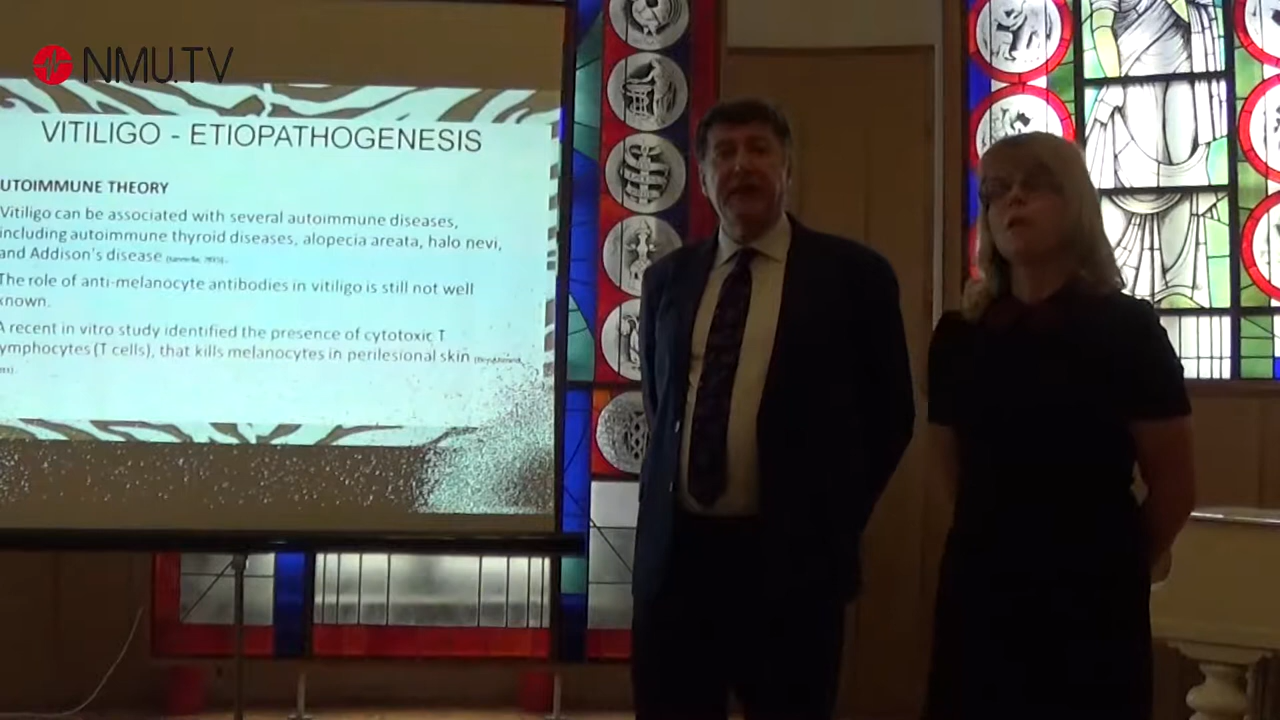 NMU.TV
VITILIGO - ETIOPATHOGENESIS
UTOIMMUNE THEORY
Vitiligo can be associated with several autoimmune diseases,
including autoimmune thyroid diseases, alopecia areata, halo nevi,
and Addison's disease
The role of anti-melanocyte antibodies in vitiligo is still not well
known.
A recent in vitro study identified the presence of cytotoxic T
ymphocytes (T cells), that kills melanocytes in perilesional skin